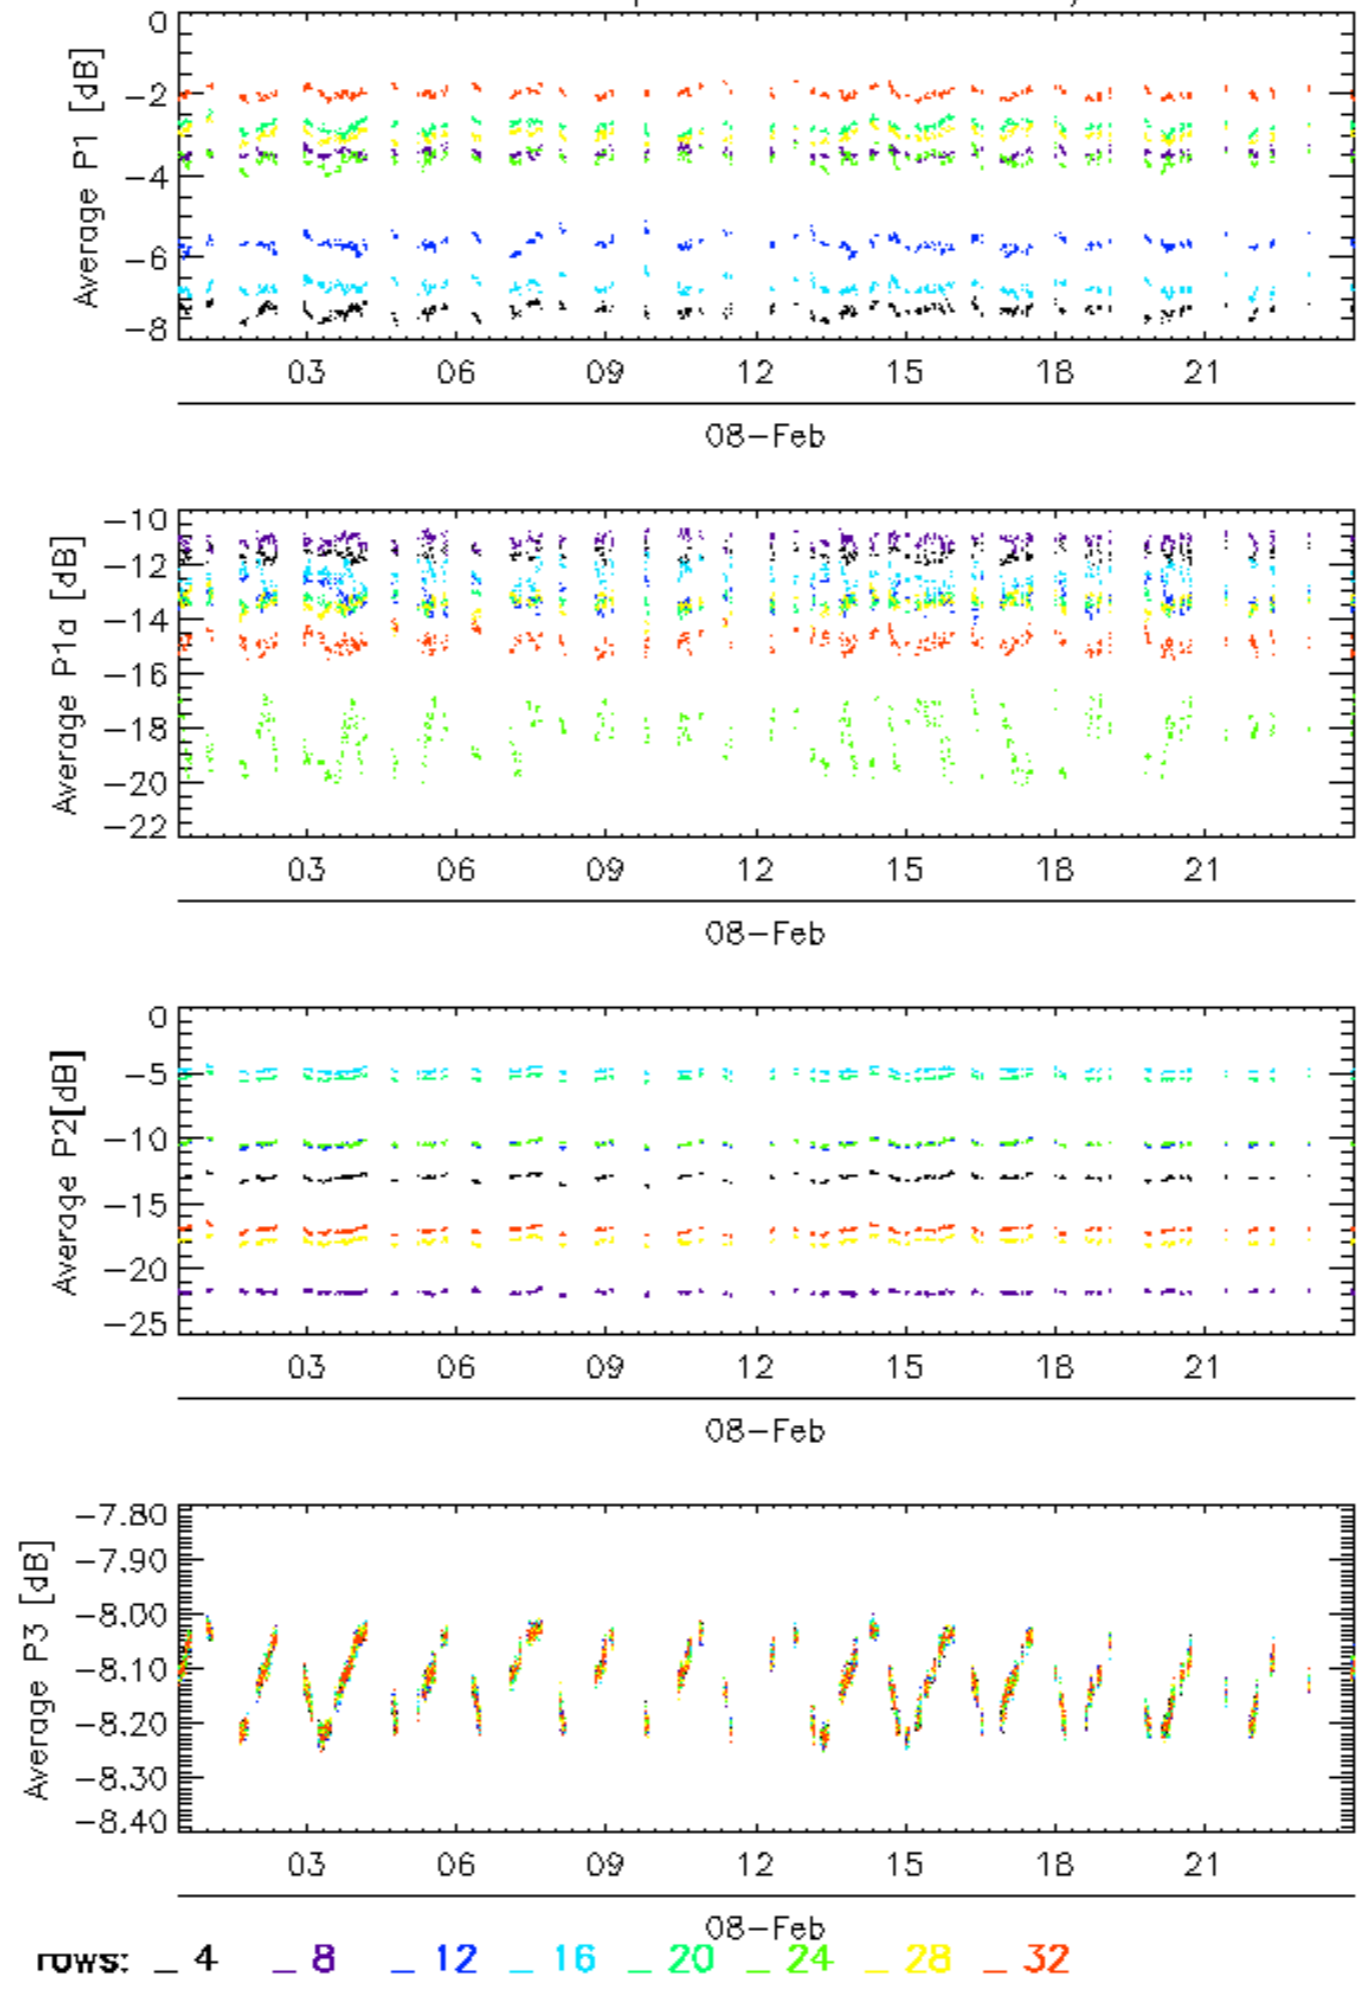 Average P1 [dB]
0
−2
−4
−6
−8
03 06 09 12 15 18 21
08−Feb
Average P1a [dB]
−10
−12
−14
−16
−18
−20
−22
03 06 09 12 15 18 21
08−Feb
Average P2[dB]
0
−5
−10
−15
−20
−25
03 06 09 12 15 18 21
08−Feb
Average P3 [dB]
−7.80
−7.90
−8.00
−8.10
−8.20
−8.30
−8.40
03 06 09 12 15 18 21
08−Feb
rows: _ 4 _ 8 _ 12 _ 16 _ 20 _ 24 _ 28 _ 32